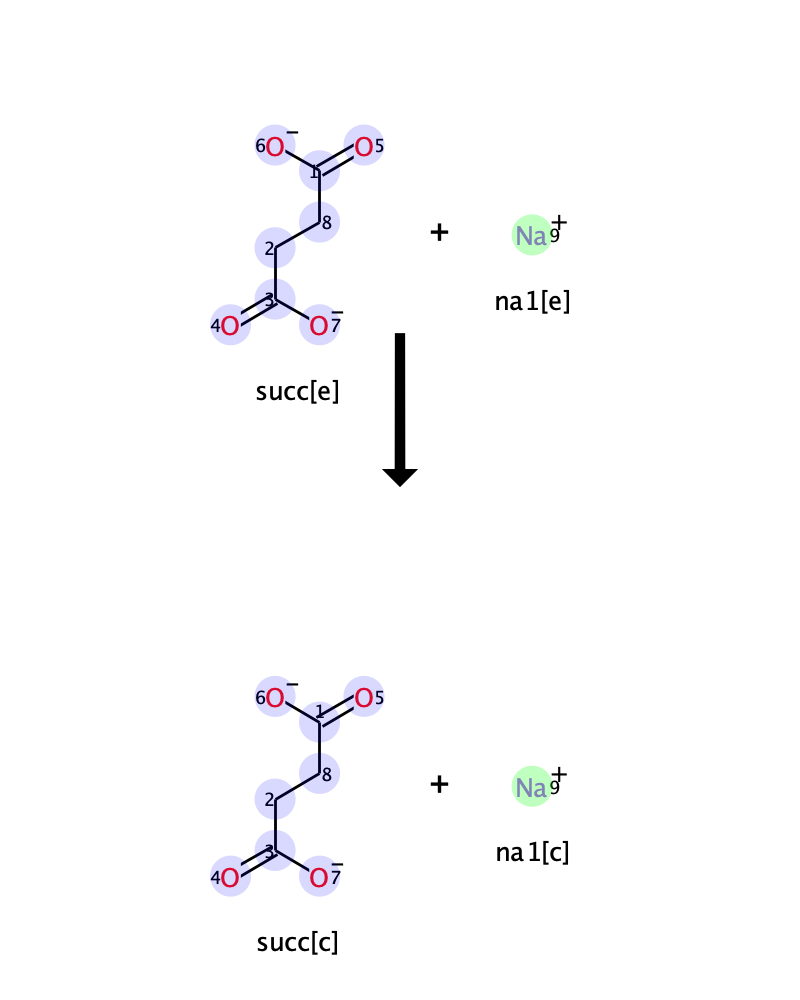 6O− 1 O5
8
2
3
4O O7−
succ[e]
+
Na9+
na1[e]
6O− 1 O5
8
2
3
4O O7−
succ[c]
+
Na9+
na1[c]